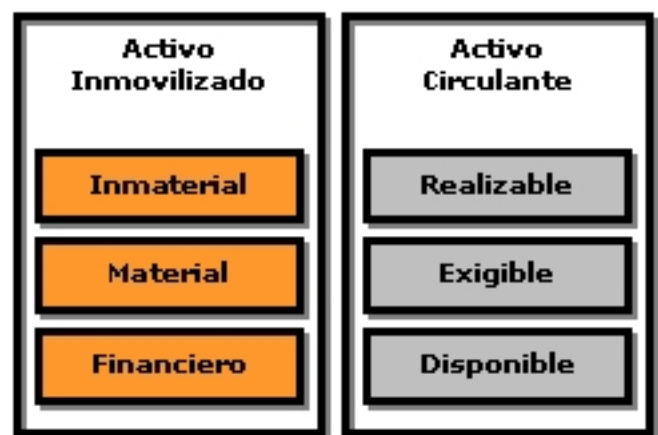 Activo
Inmovilizado
Inmaterial
Material
Financiero
Activo
Circulante
Realizable
Exigible
Disponible